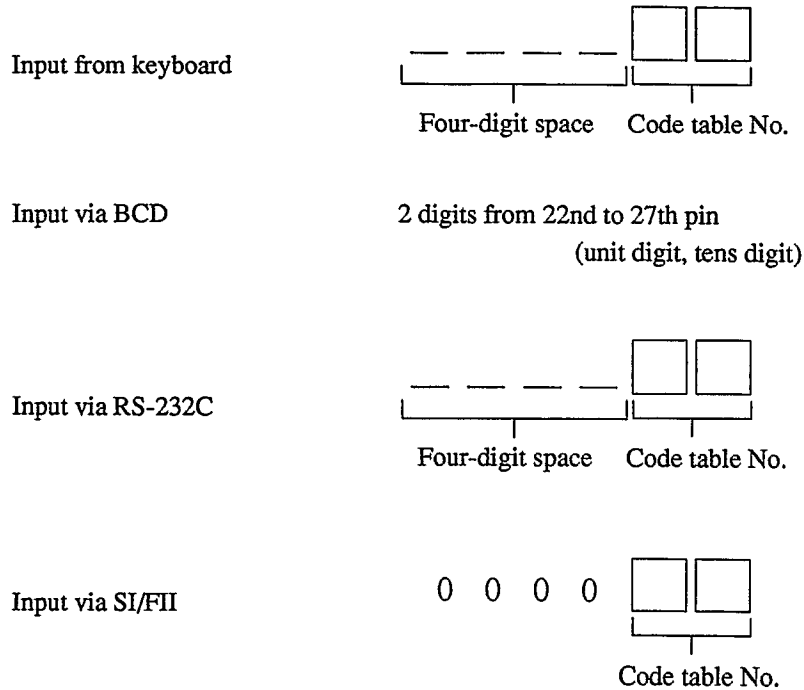 Input from keyboard
Four-digit space Code table No.
Input via BCD 2 digits from 22nd to 27th pin
(unit digit, tens digit)
Input via RS-232C
Four-digit space Code table No.
Input via SI/FII 0 0 0 0
Code table No.